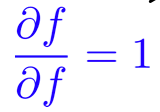 ∂f/∂f = 1